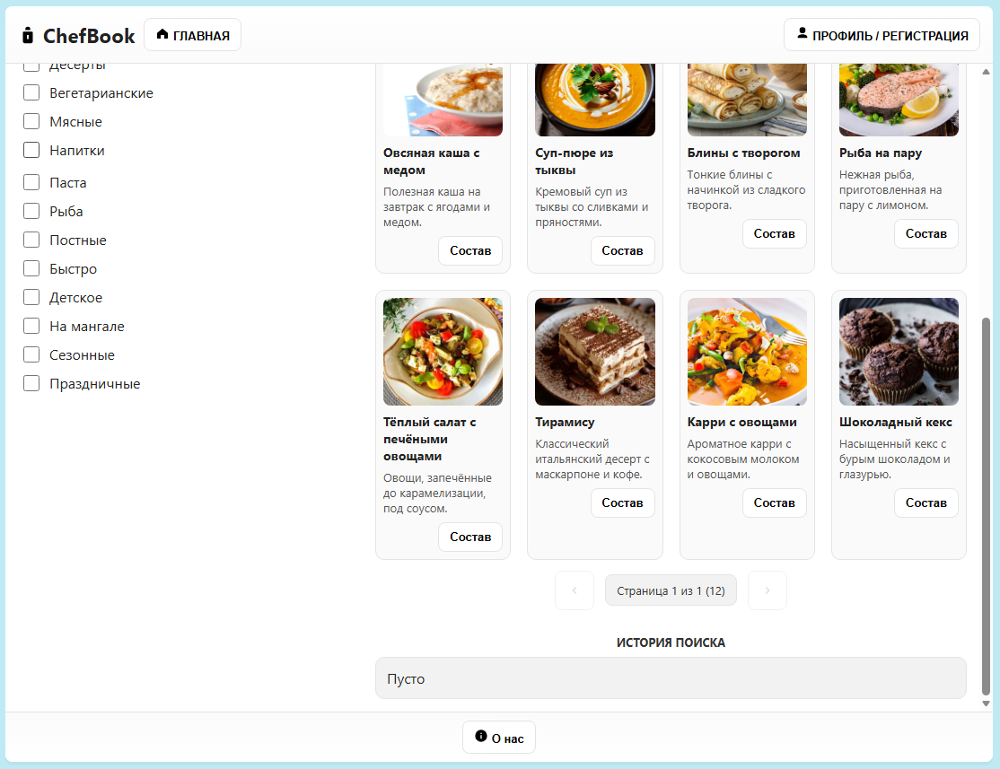 ChefBook
ГЛАВНАЯ
ПРОФИЛЬ / РЕГИСТРАЦИЯ
Десерты
Вегетарианские
Мясные
Напитки
Паста
Рыба
Постные
Быстро
Детское
На мангале
Сезонные
Праздничные
Овсяная каша с
медом
Полезная каша на
завтрак с ягодами и
медом.
Состав
Суп-пюре из
тыквы
Кремовый суп из
тыквы со сливками и
пряностями.
Состав
Блины с творогом
Тонкие блины с
начинкой из сладкого
творога.
Состав
Рыба на пару
Нежная рыба,
приготовленная на
пару с лимоном.
Состав
Тёплый салат с
печёными
овощами
Овощи, запечённые
до карамелизации,
под соусом.
Состав
Тирамису
Классический
итальянский десерт с
маскарпоне и кофе.
Состав
Карри с овощами
Ароматное карри с
кокосовым молоком
и овощами.
Состав
Шоколадный кекс
Насыщенный кекс с
бурым шоколадом и
глазурью.
Состав
‹
Страница 1 из 1 (12)
›
ИСТОРИЯ ПОИСКА
Пусто
О нас